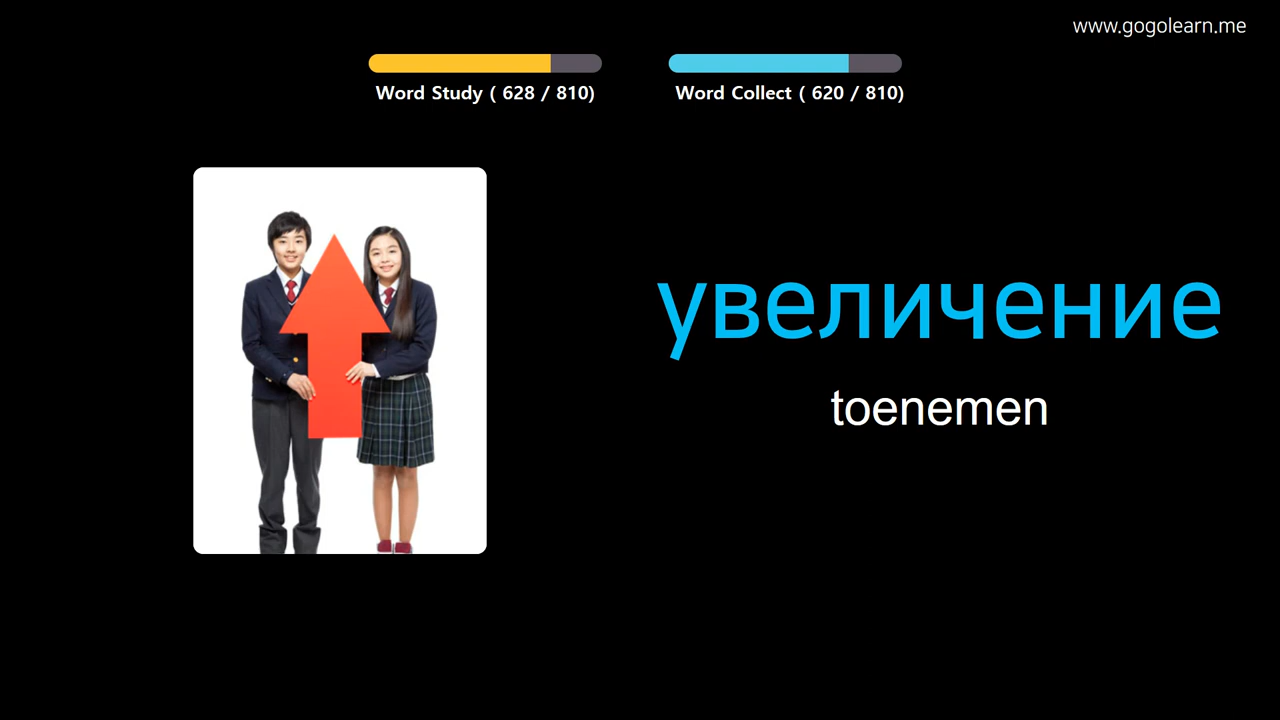 www.gogolearn.me
Word Study ( 628 / 810)
Word Collect ( 620 / 810)
увеличение
toenemen